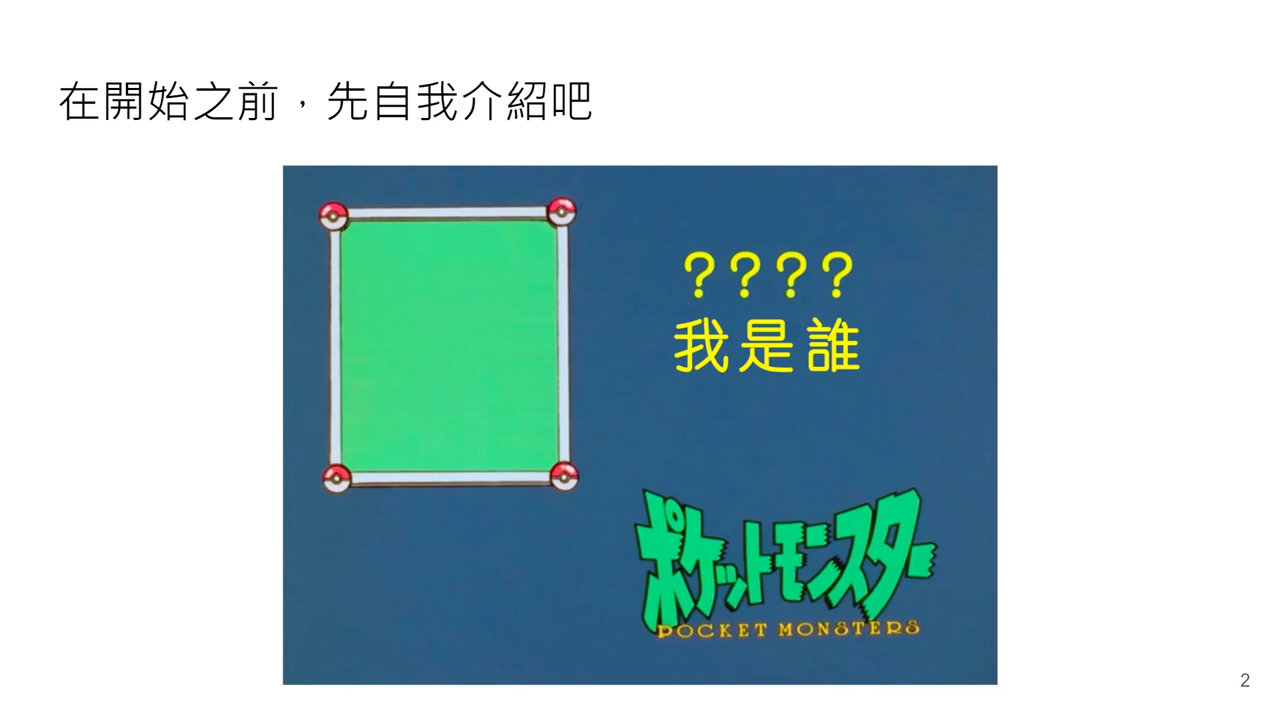 在開始之前，先自我介紹吧
？？？？
我是誰
ポケットモンスター
POCKET MONSTERS
2